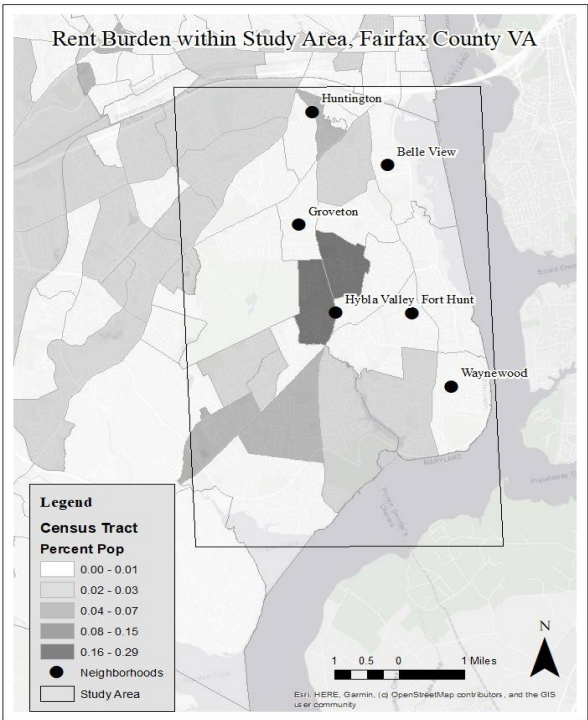 Rent Burden within Study Area, Fairfax County VA
Huntington
Belle View
Groveton
Hybla Valley
Fort Hunt
Waynewood
MARYLAND
Legend
Census Tract
Percent Pop
0.00 - 0.01
0.02 - 0.03
0.04 - 0.07
0.08 - 0.15
0.16 - 0.29
Neighborhoods
Study Area
N
1 0.5 0 1 Miles
Esri, HERE, Garmin, (c) OpenStreetMap contributors, and the GIS
user community